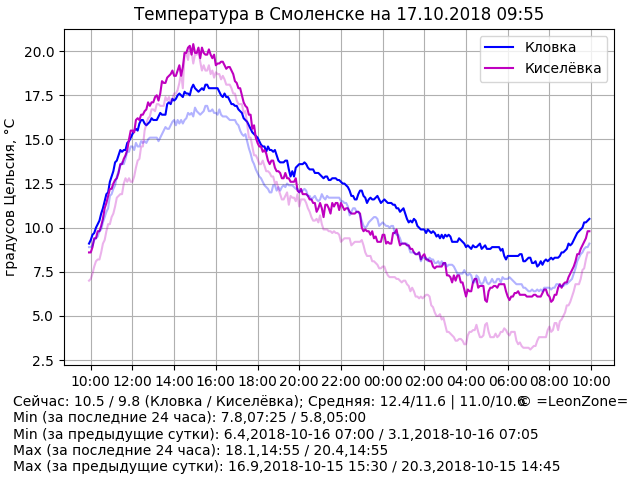 Температура в Смоленске на 17.10.2018 09:55
Кловка
Киселёвка
градусов Цельсия, °C
20.0
17.5
15.0
12.5
10.0
7.5
5.0
2.5
10:00 12:00 14:00 16:00 18:00 20:00 22:00 00:00 02:00 04:00 06:00 08:00 10:00
Сейчас: 10.5 / 9.8 (Кловка / Киселёвка); Средняя: 12.4/11.6 | 11.0/10.6 © =LeonZone=
Min (за последние 24 часа): 7.8,07:25 / 5.8,05:00
Min (за предыдущие сутки): 6.4,2018-10-16 07:00 / 3.1,2018-10-16 07:05
Max (за последние 24 часа): 18.1,14:55 / 20.4,14:55
Max (за предыдущие сутки): 16.9,2018-10-15 15:30 / 20.3,2018-10-15 14:45